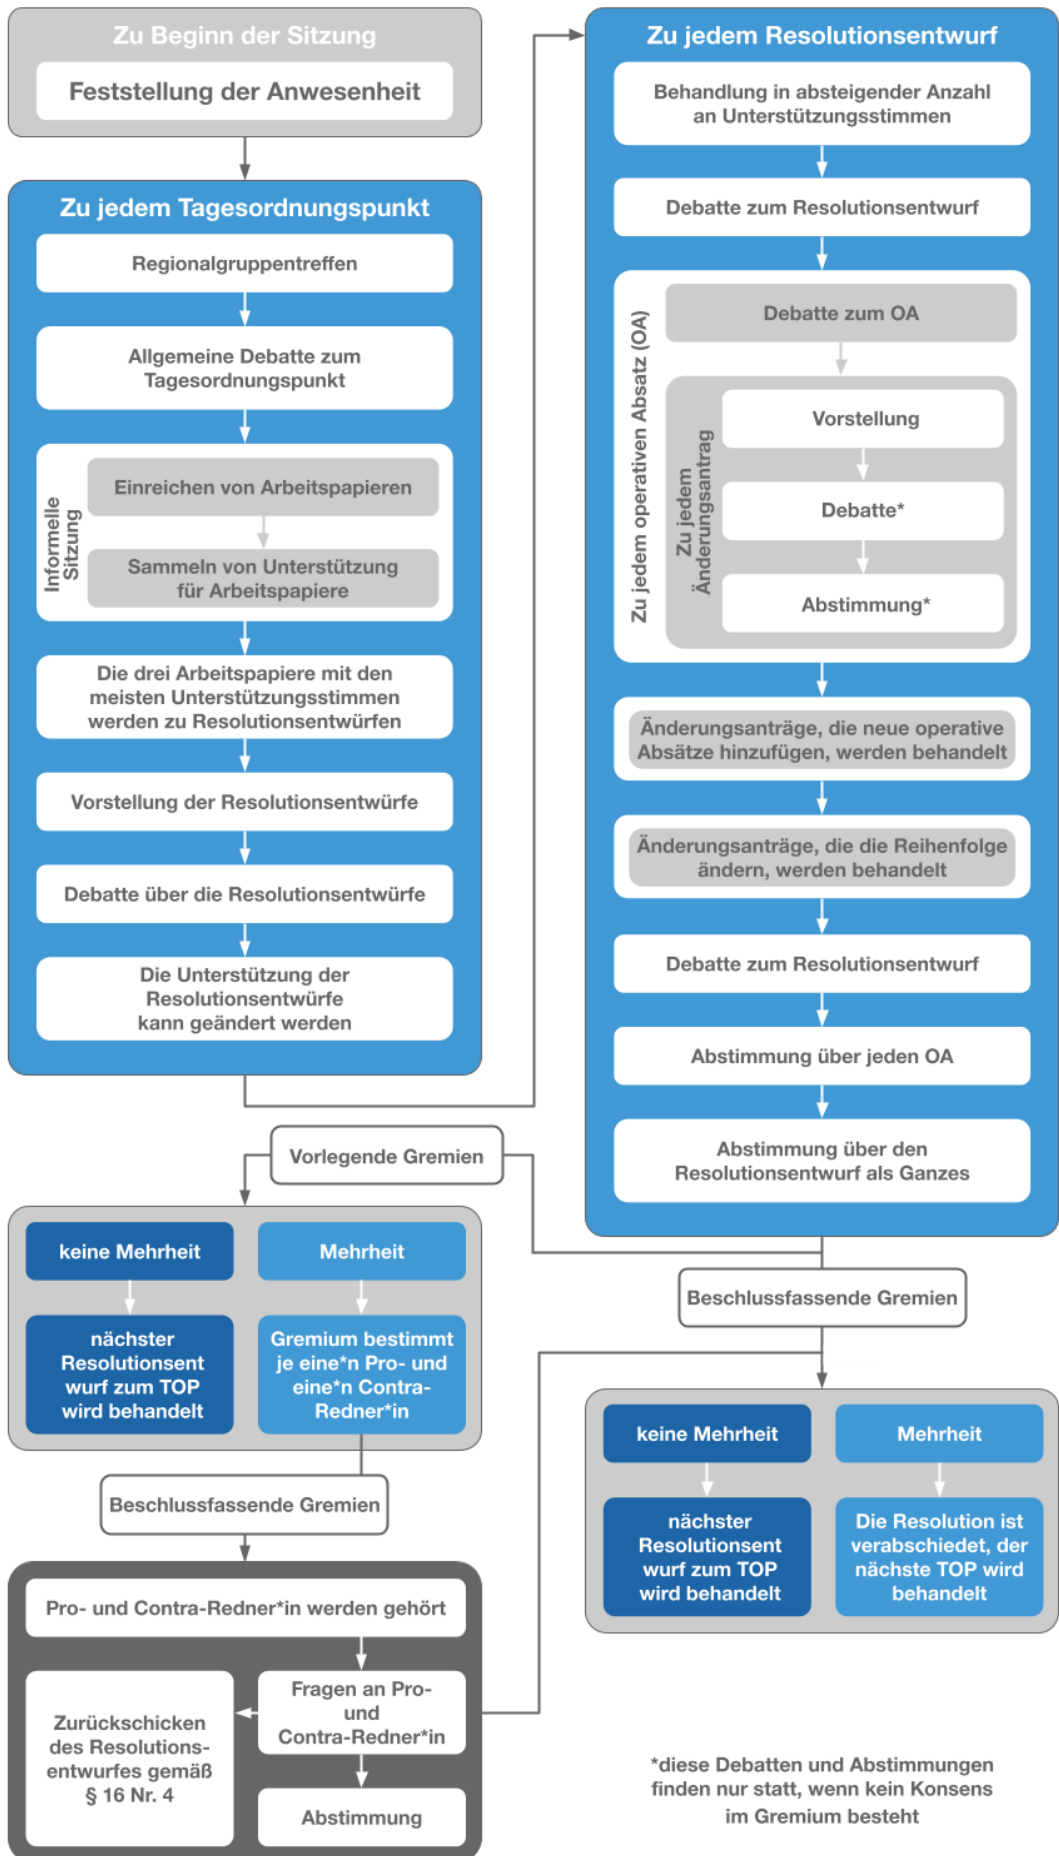 Zu Beginn der Sitzung
Feststellung der Anwesenheit
Zu jedem Tagesordnungspunkt
Regionalgruppentreffen
Allgemeine Debatte zum
Tagesordnungspunkt
Informelle
Sitzung
Einreichen von Arbeitspapieren
Sammeln von Unterstützung
für Arbeitspapiere
Die drei Arbeitspapiere mit den
meisten Unterstützungsstimmen
werden zu Resolutionsentwürfen
Vorstellung der Resolutionsentwürfe
Debatte über die Resolutionsentwürfe
Die Unterstützung der
Resolutionsentwürfe
kann geändert werden
Zu jedem Resolutionsentwurf
Behandlung in absteigender Anzahl
an Unterstützungsstimmen
Debatte zum Resolutionsentwurf
Zu jedem operativen Absatz (OA)
Debatte zum OA
Zu jedem
Änderungsantrag
Vorstellung
Debatte*
Abstimmung*
Änderungsanträge, die neue operative
Absätze hinzufügen, werden behandelt
Änderungsanträge, die die Reihenfolge
ändern, werden behandelt
Debatte zum Resolutionsentwurf
Abstimmung über jeden OA
Abstimmung über den
Resolutionsentwurf als Ganzes
Vorlegende Gremien
keine Mehrheit
nächster
Resolutionsent
wurf zum TOP
wird behandelt
Mehrheit
Gremium bestimmt
je eine*n Pro- und
eine*n Contra-
Redner*in
Beschlussfassende Gremien
Pro- und Contra-Redner*in werden gehört
Fragen an Pro-
und
Contra-Redner*in
Zurückschicken
des Resolutions-
entwurfes gemäß
§ 16 Nr. 4
Abstimmung
Beschlussfassende Gremien
keine Mehrheit
nächster
Resolutionsent
wurf zum TOP
wird behandelt
Mehrheit
Die Resolution ist
verabschiedet, der
nächste TOP wird
behandelt
*diese Debatten und Abstimmungen
finden nur statt, wenn kein Konsens
im Gremium besteht